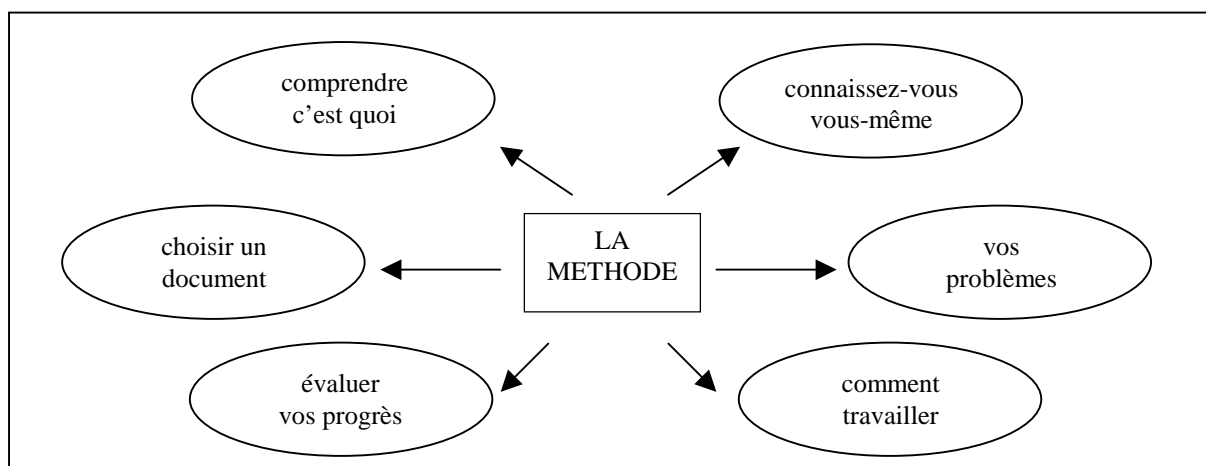 comprendre
c’est quoi
connaissez-vous
vous-même
choisir un
document
LA
METHODE
vos
problèmes
évaluer
vos progrès
comment
travailler